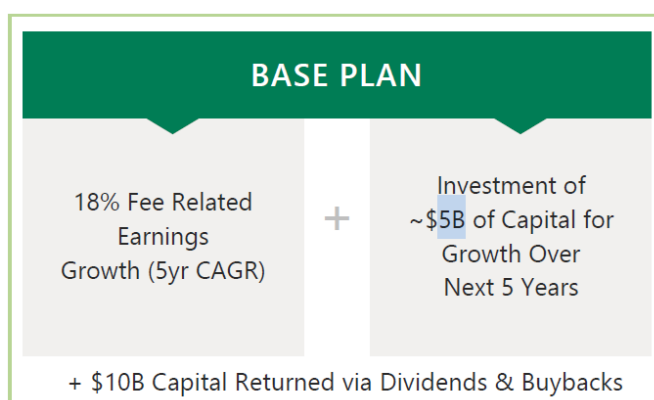 BASE PLAN
18% Fee Related
Earnings
Growth (5yr CAGR)
+
Investment of
~$5B of Capital for
Growth Over
Next 5 Years
+ $10B Capital Returned via Dividends & Buybacks